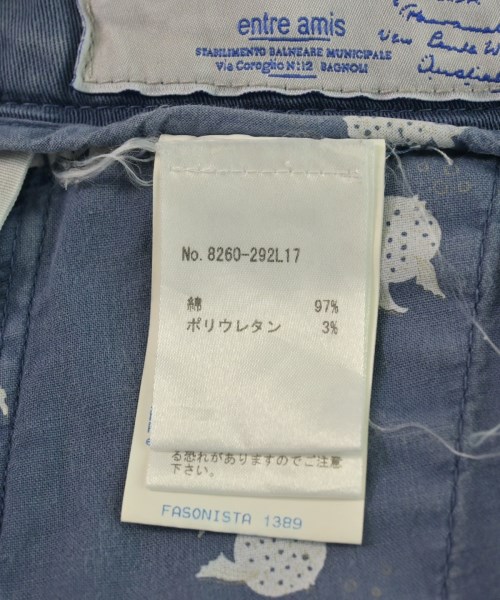 entre amis
STABILIMENTO BALNEARE MUNICIPALE
Via Coroglio N:12 BAGNOLI
No. 8260-292L17
綿 97%
ポリウレタン 3%
る恐れがありますのでご注意
下さい。
FASONISTA 1389